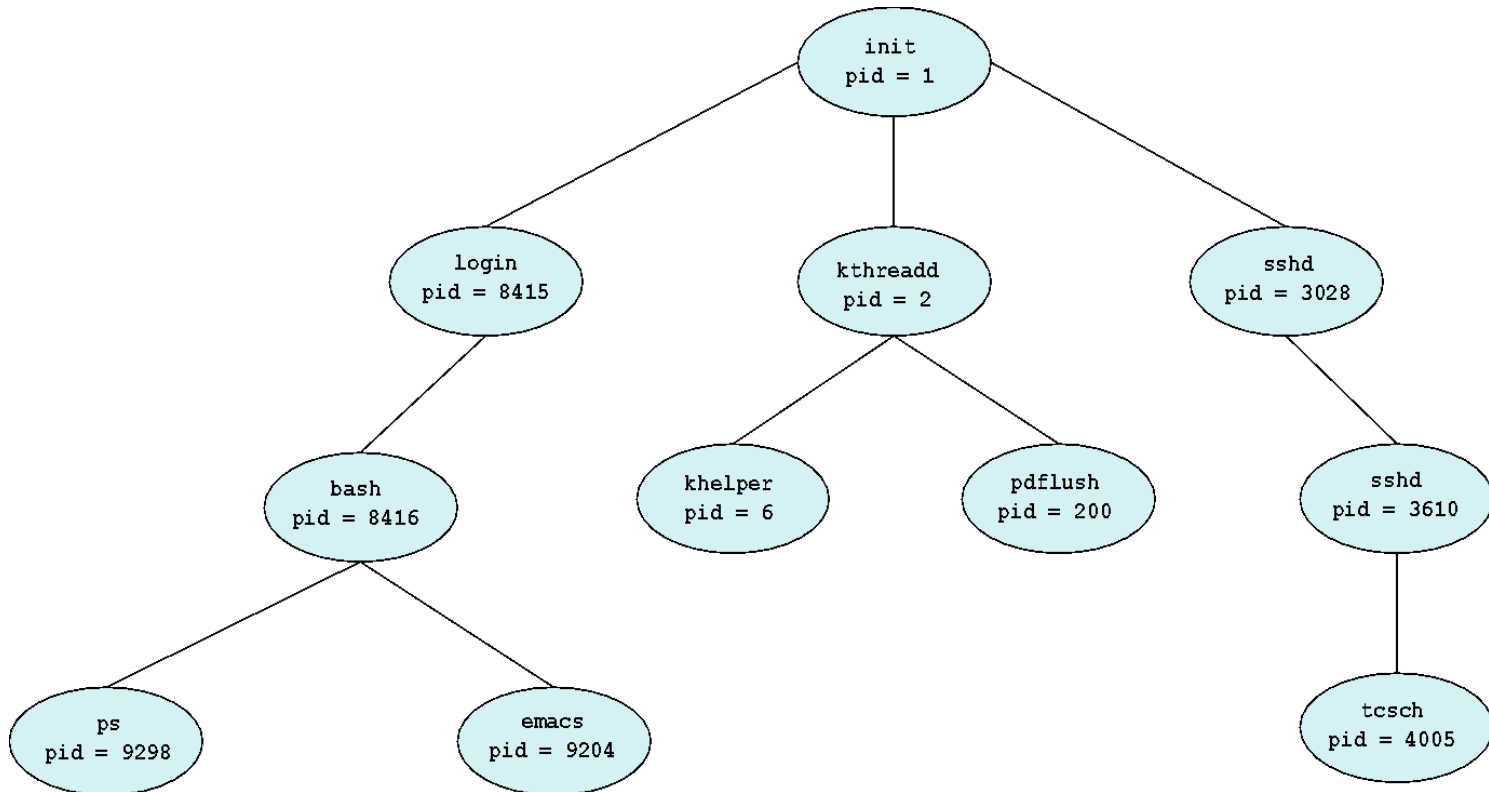 init
pid = 1
login
pid = 8415
kthreadd
pid = 2
sshd
pid = 3028
bash
pid = 8416
khelper
pid = 6
pdflush
pid = 200
sshd
pid = 3610
ps
pid = 9298
emacs
pid = 9204
tcsch
pid = 4005